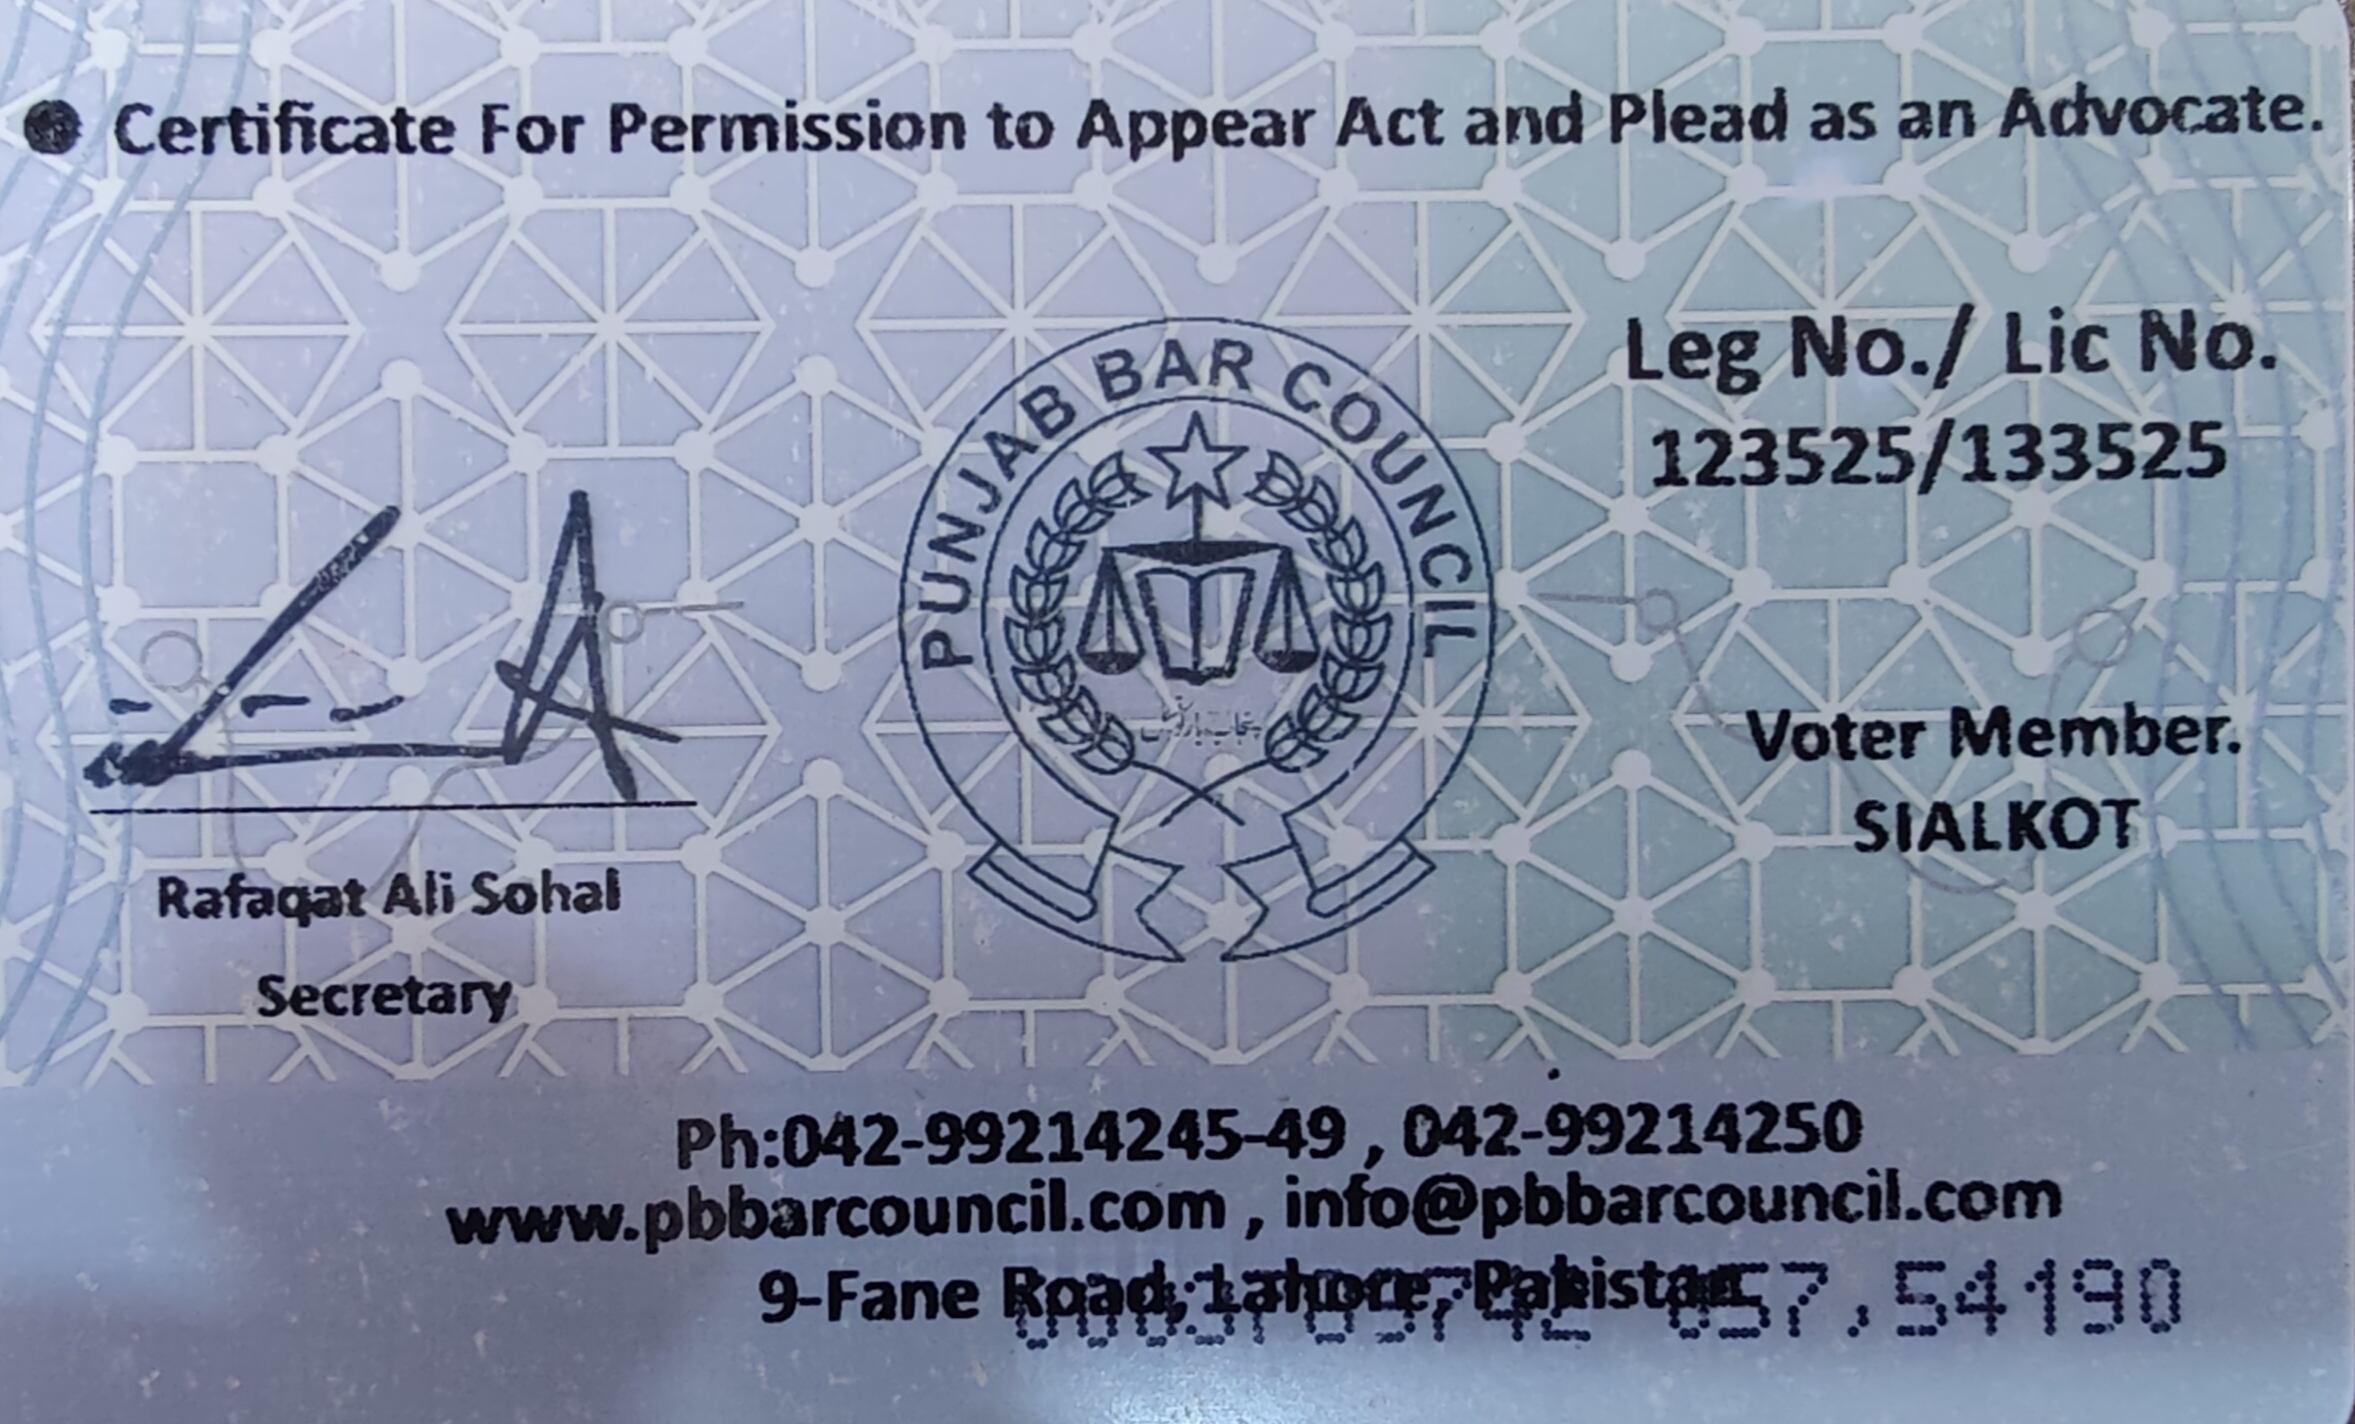 Certificate For Permission to Appear Act and Plead as an Advocate.
PUNJAB BAR COUNCIL
پنجاب بار کونسل
Leg No./ Lic No.
123525/133525
Voter Member.
SIALKOT
Rafaqat Ali Sohal
Secretary
Ph:042-99214245-49 , 042-99214250
www.pbbarcouncil.com , info@pbbarcouncil.com
9-Fane Road, Lahore, Pakistan
57,54190